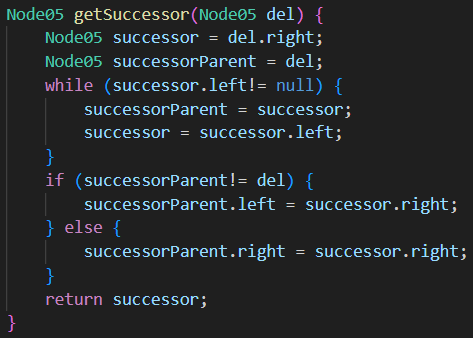 Node05 getSuccessor(Node05 del) {
    Node05 successor = del.right;
    Node05 successorParent = del;
    while (successor.left!= null) {
        successorParent = successor;
        successor = successor.left;
    }
    if (successorParent!= del) {
        successorParent.left = successor.right;
    } else {
        successorParent.right = successor.right;
    }
    return successor;
}